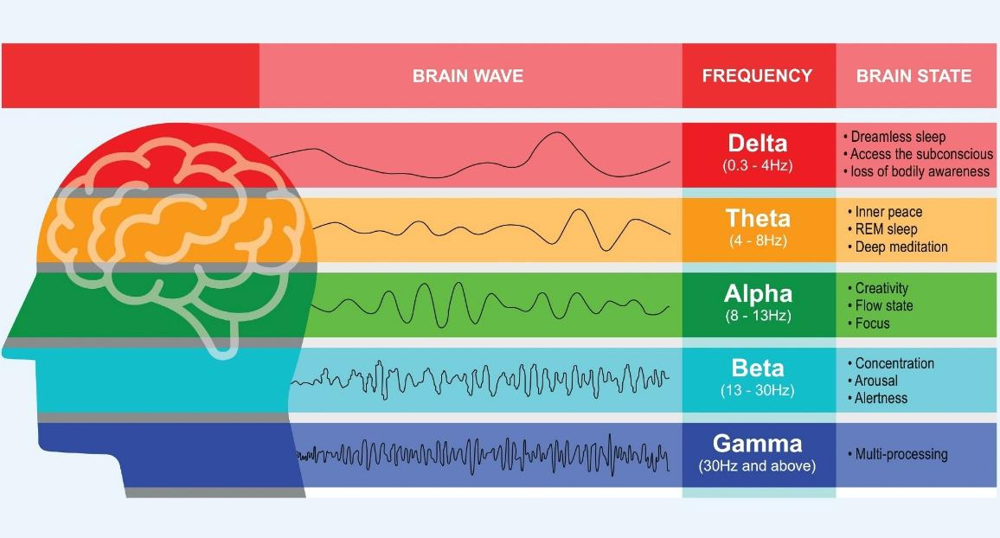 BRAIN WAVE
FREQUENCY
BRAIN STATE
Delta
(0.3 - 4Hz)
• Dreamless sleep
• Access the subconscious
• loss of bodily awareness
Theta
(4 - 8Hz)
• Inner peace
• REM sleep
• Deep meditation
Alpha
(8 - 13Hz)
• Creativity
• Flow state
• Focus
Beta
(13 - 30Hz)
• Concentration
• Arousal
• Alertness
Gamma
(30Hz and above)
• Multi-processing